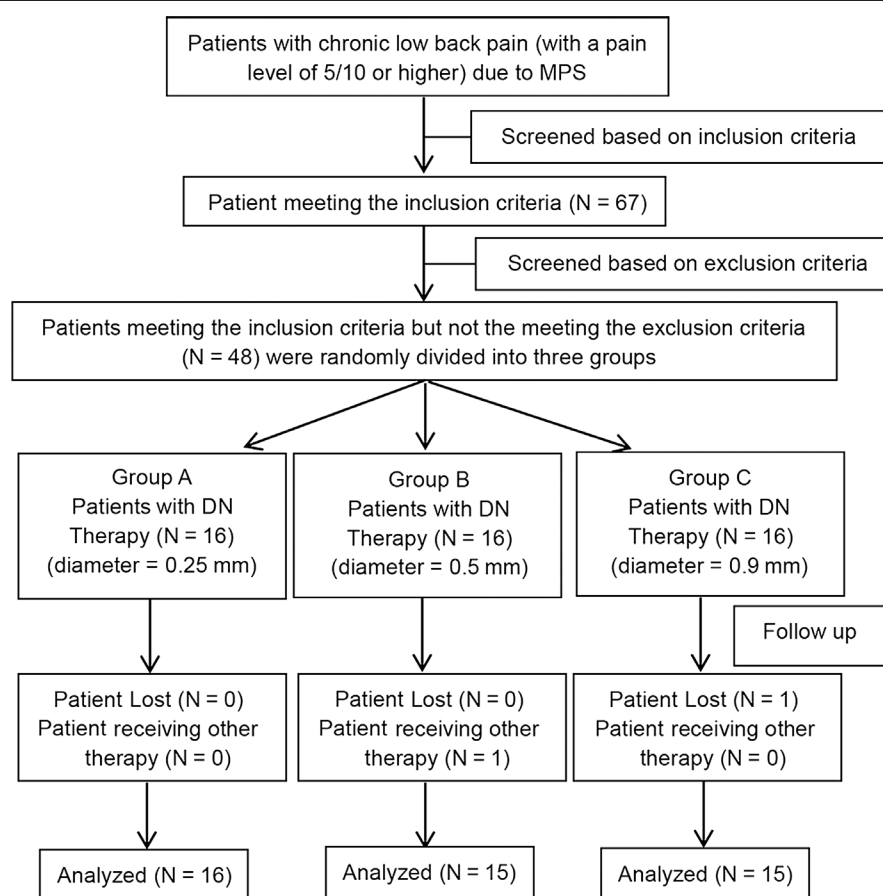 Patients with chronic low back pain (with a pain
level of 5/10 or higher) due to MPS
Screened based on inclusion criteria
Patient meeting the inclusion criteria (N = 67)
Screened based on exclusion criteria
Patients meeting the inclusion criteria but not the meeting the exclusion criteria
(N = 48) were randomly divided into three groups
Group A
Patients with DN
Therapy (N = 16)
(diameter = 0.25 mm)
Group B
Patients with DN
Therapy (N = 16)
(diameter = 0.5 mm)
Group C
Patients with DN
Therapy (N = 16)
(diameter = 0.9 mm)
Follow up
Patient Lost (N = 0)
Patient receiving other
therapy (N = 0)
Patient Lost (N = 0)
Patient receiving other
therapy (N = 1)
Patient Lost (N = 1)
Patient receiving other
therapy (N = 0)
Analyzed (N = 16)
Analyzed (N = 15)
Analyzed (N = 15)